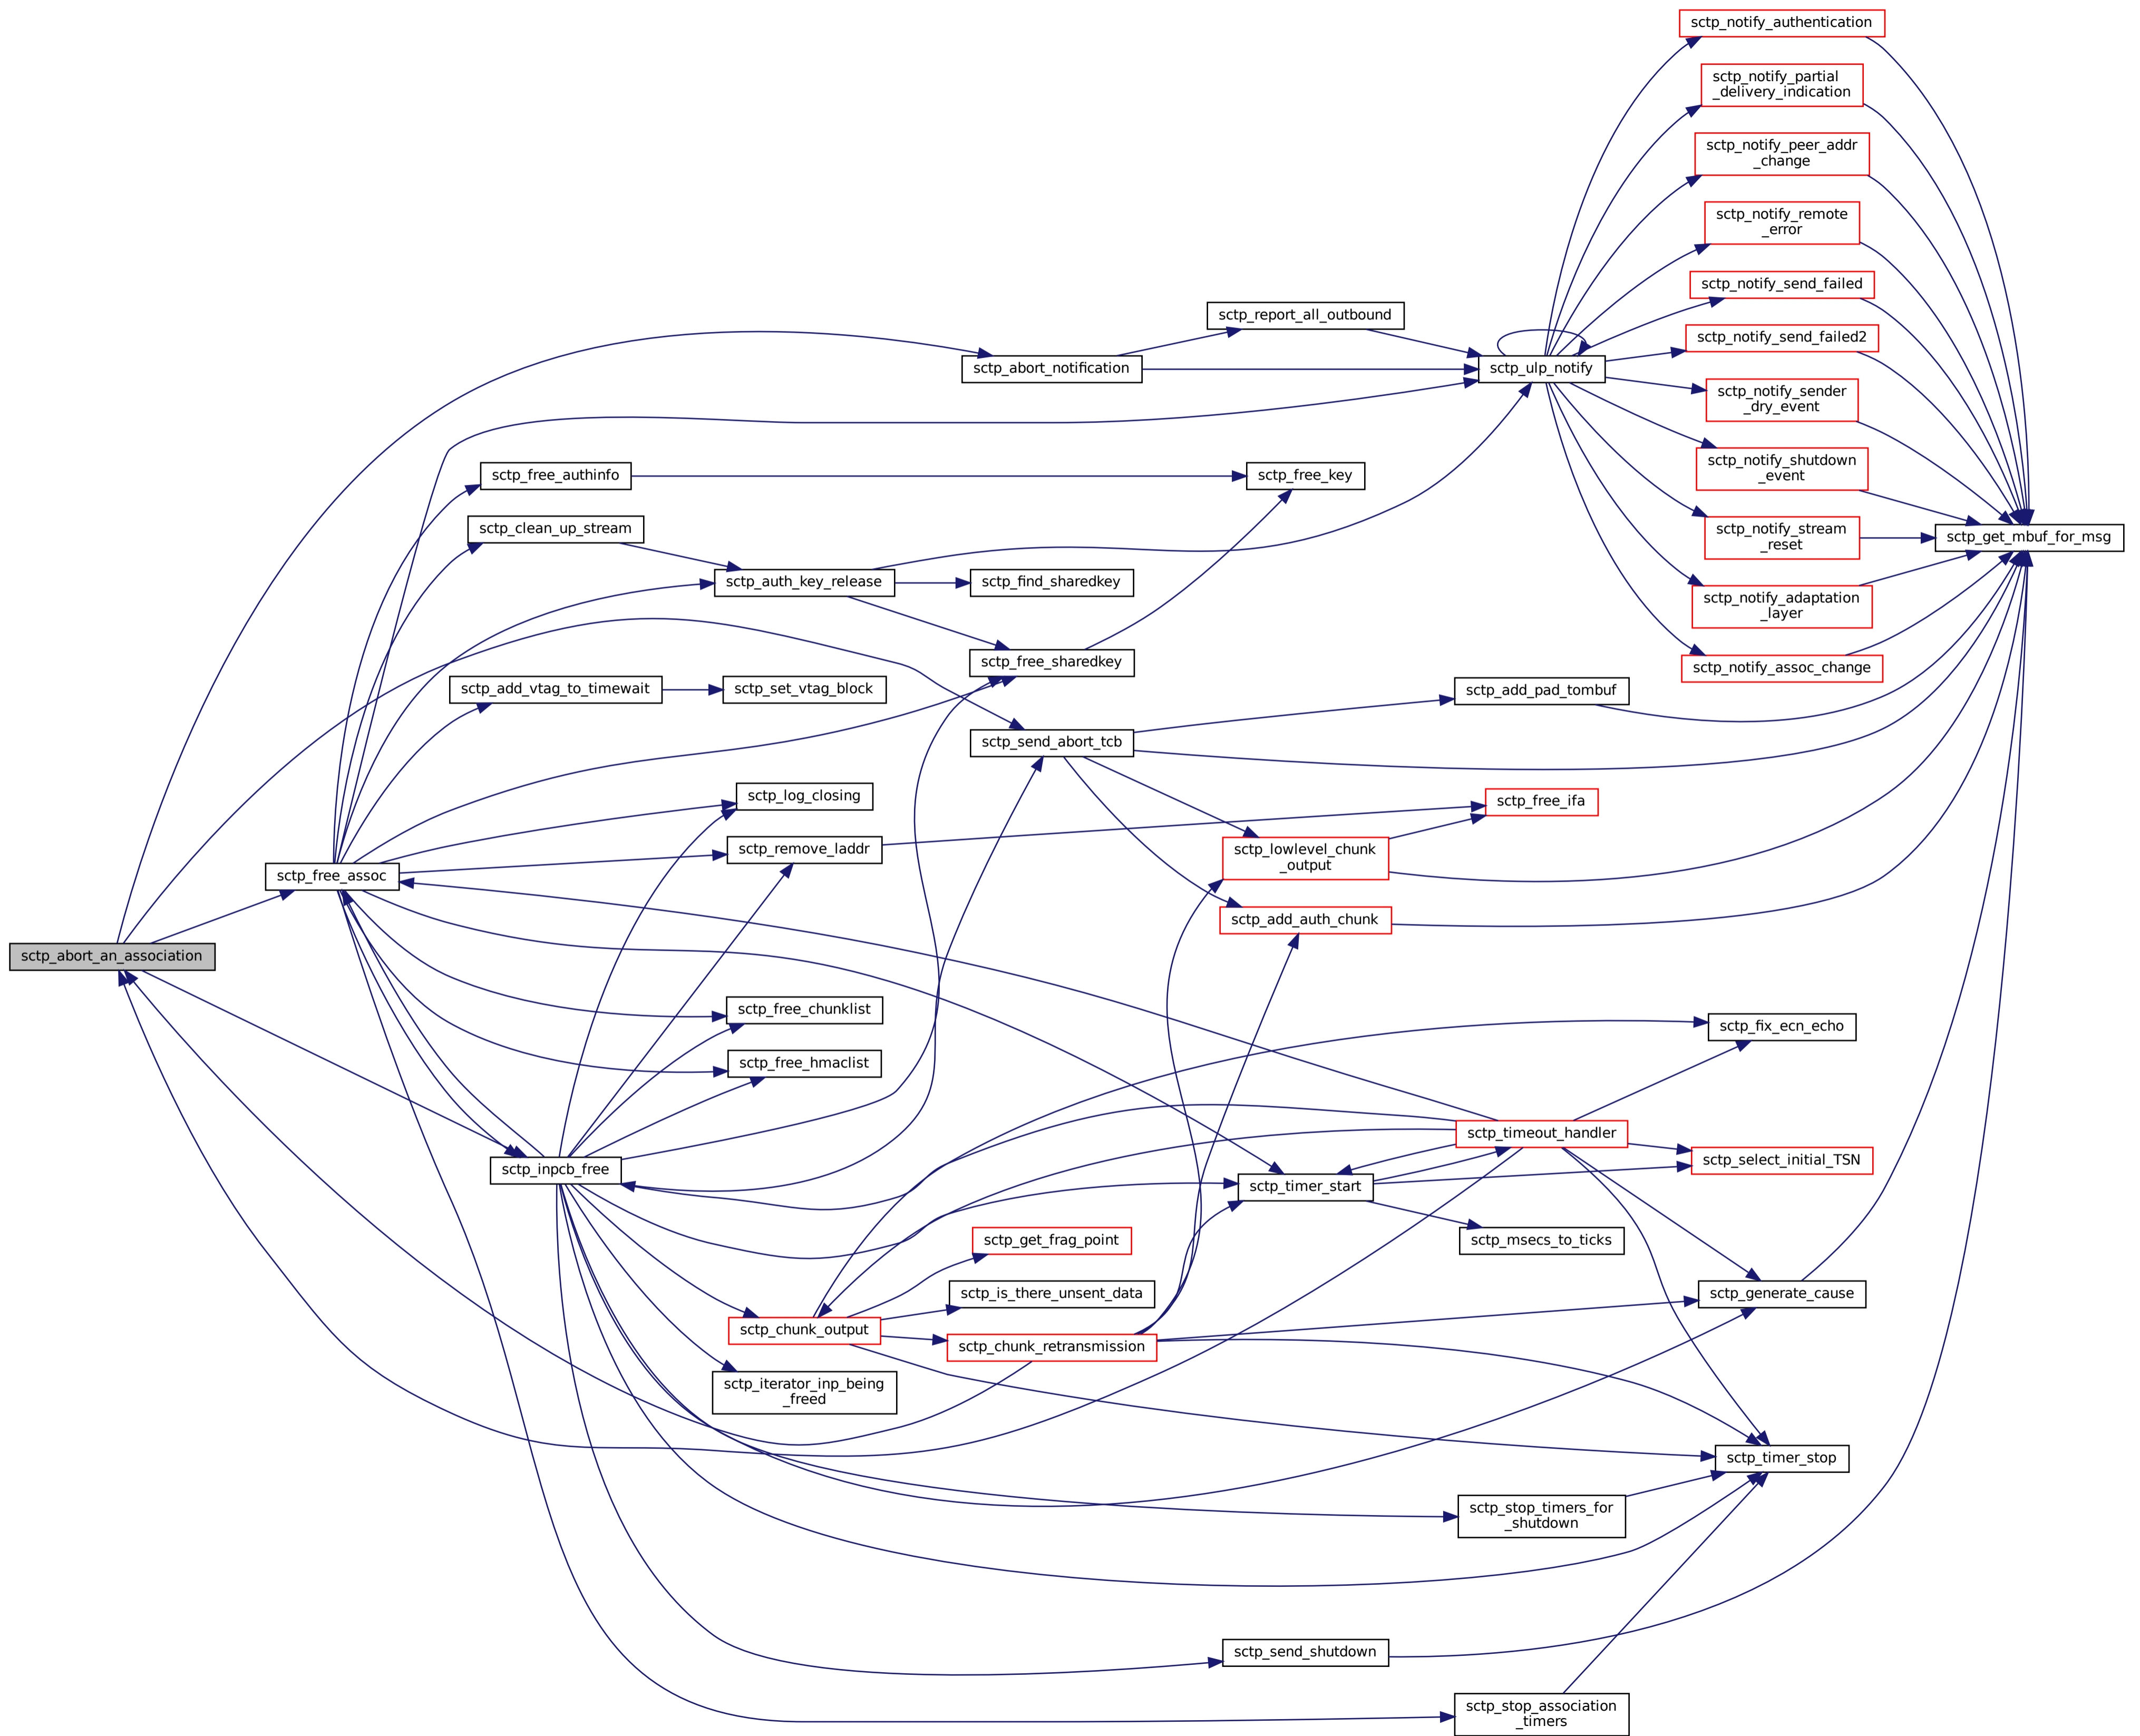 sctp_notify_authentication
sctp_notify_partial
_delivery_indication
sctp_notify_peer_addr
_change
sctp_notify_remote
_error
sctp_notify_send_failed
sctp_report_all_outbound
sctp_notify_send_failed2
sctp_abort_notification
sctp_ulp_notify
sctp_notify_sender
_dry_event
sctp_notify_shutdown
_event
sctp_free_authinfo
sctp_free_key
sctp_clean_up_stream
sctp_notify_stream
_reset
sctp_get_mbuf_for_msg
sctp_auth_key_release
sctp_find_sharedkey
sctp_notify_adaptation
_layer
sctp_free_sharedkey
sctp_notify_assoc_change
sctp_add_vtag_to_timewait
sctp_set_vtag_block
sctp_add_pad_tombuf
sctp_send_abort_tcb
sctp_log_closing
sctp_free_ifa
sctp_remove_laddr
sctp_lowlevel_chunk
_output
sctp_free_assoc
sctp_add_auth_chunk
sctp_abort_an_association
sctp_free_chunklist
sctp_fix_ecn_echo
sctp_free_hmaclist
sctp_timeout_handler
sctp_select_initial_TSN
sctp_inpcb_free
sctp_timer_start
sctp_get_frag_point
sctp_msecs_to_ticks
sctp_is_there_unsent_data
sctp_generate_cause
sctp_chunk_output
sctp_chunk_retransmission
sctp_iterator_inp_being
_freed
sctp_timer_stop
sctp_stop_timers_for
_shutdown
sctp_send_shutdown
sctp_stop_association
_timers